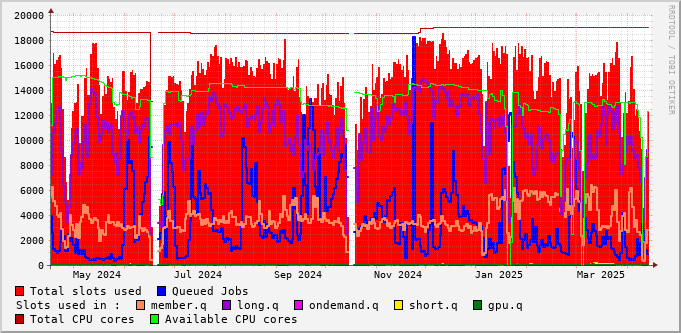 20000
18000
16000
14000
12000
10000
8000
6000
4000
2000
0
May 2024 Jul 2024 Sep 2024 Nov 2024 Jan 2025 Mar 2025
RRDTOOL / TOBI OETIKER
Total slots used Queued Jobs
Slots used in : member.q long.q ondemand.q short.q gpu.q
Total CPU cores Available CPU cores